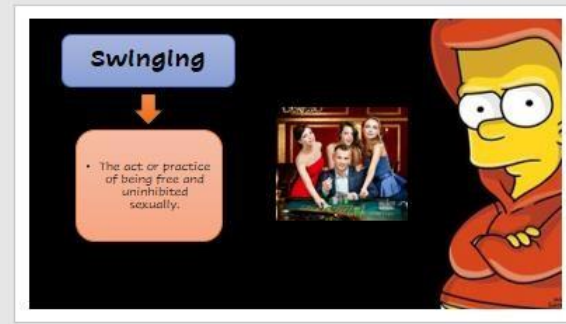 Swinging
• The act or practice
of being free and
uninhibited
sexually.